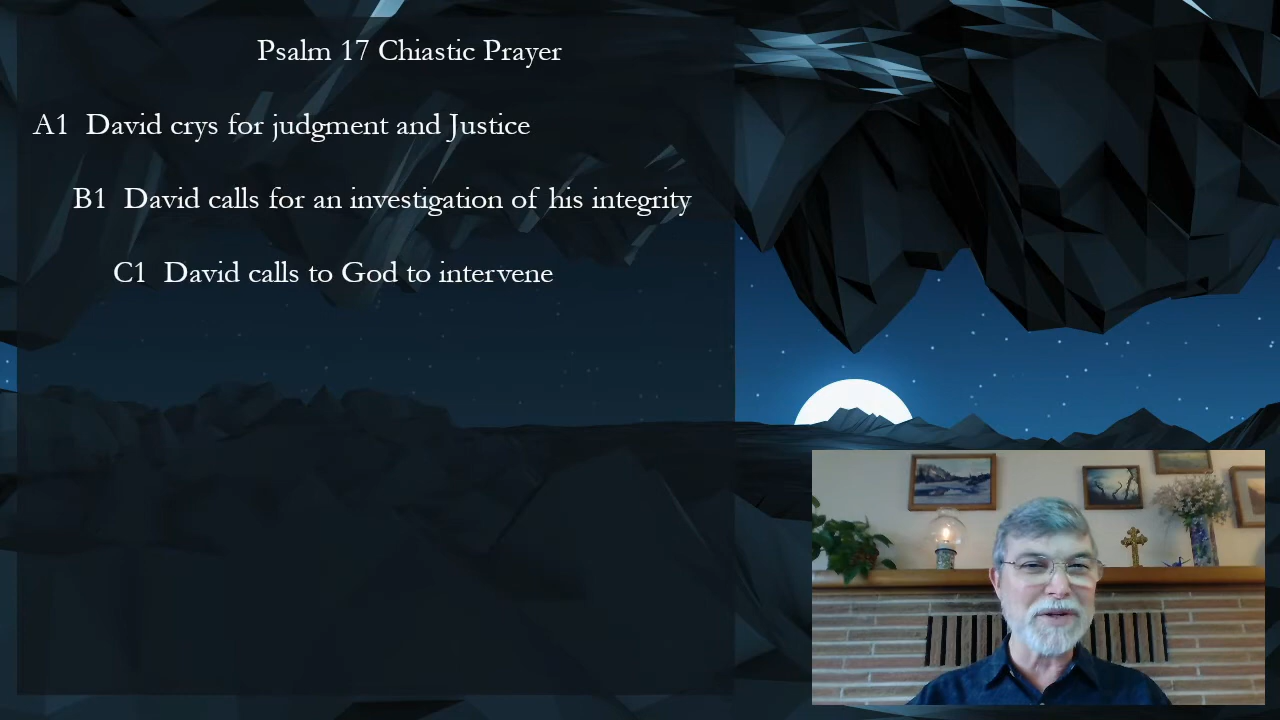 Psalm 17 Chiastic Prayer
A1 David crys for judgment and Justice
B1 David calls for an investigation of his integrity
C1 David calls to God to intervene